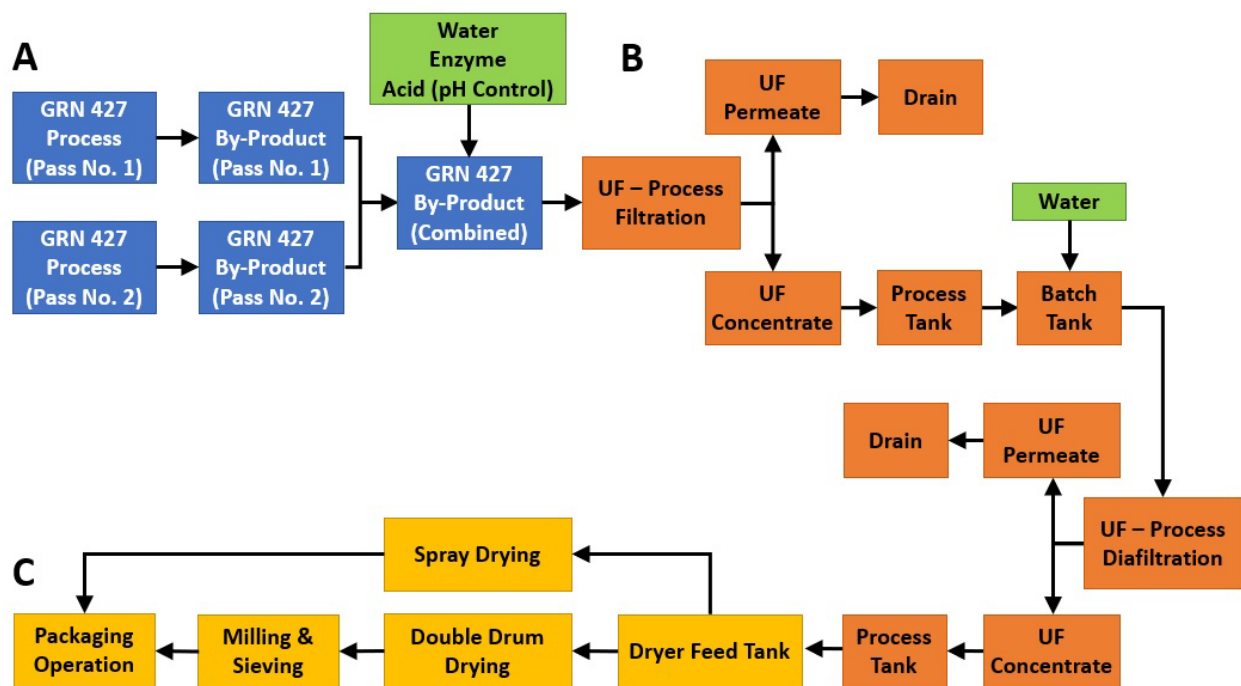 A
GRN 427
Process
(Pass No. 1)
GRN 427
By-Product
(Pass No. 1)
GRN 427
Process
(Pass No. 2)
GRN 427
By-Product
(Pass No. 2)
Water
Enzyme
Acid (pH Control)
GRN 427
By-Product
(Combined)
B
UF – Process
Filtration
UF
Permeate
Drain
UF
Concentrate
Process
Tank
Water
Batch
Tank
UF – Process
Diafiltration
UF
Permeate
Drain
UF
Concentrate
Process
Tank
C
Dryer Feed Tank
Spray Drying
Double Drum
Drying
Milling &
Sieving
Packaging
Operation